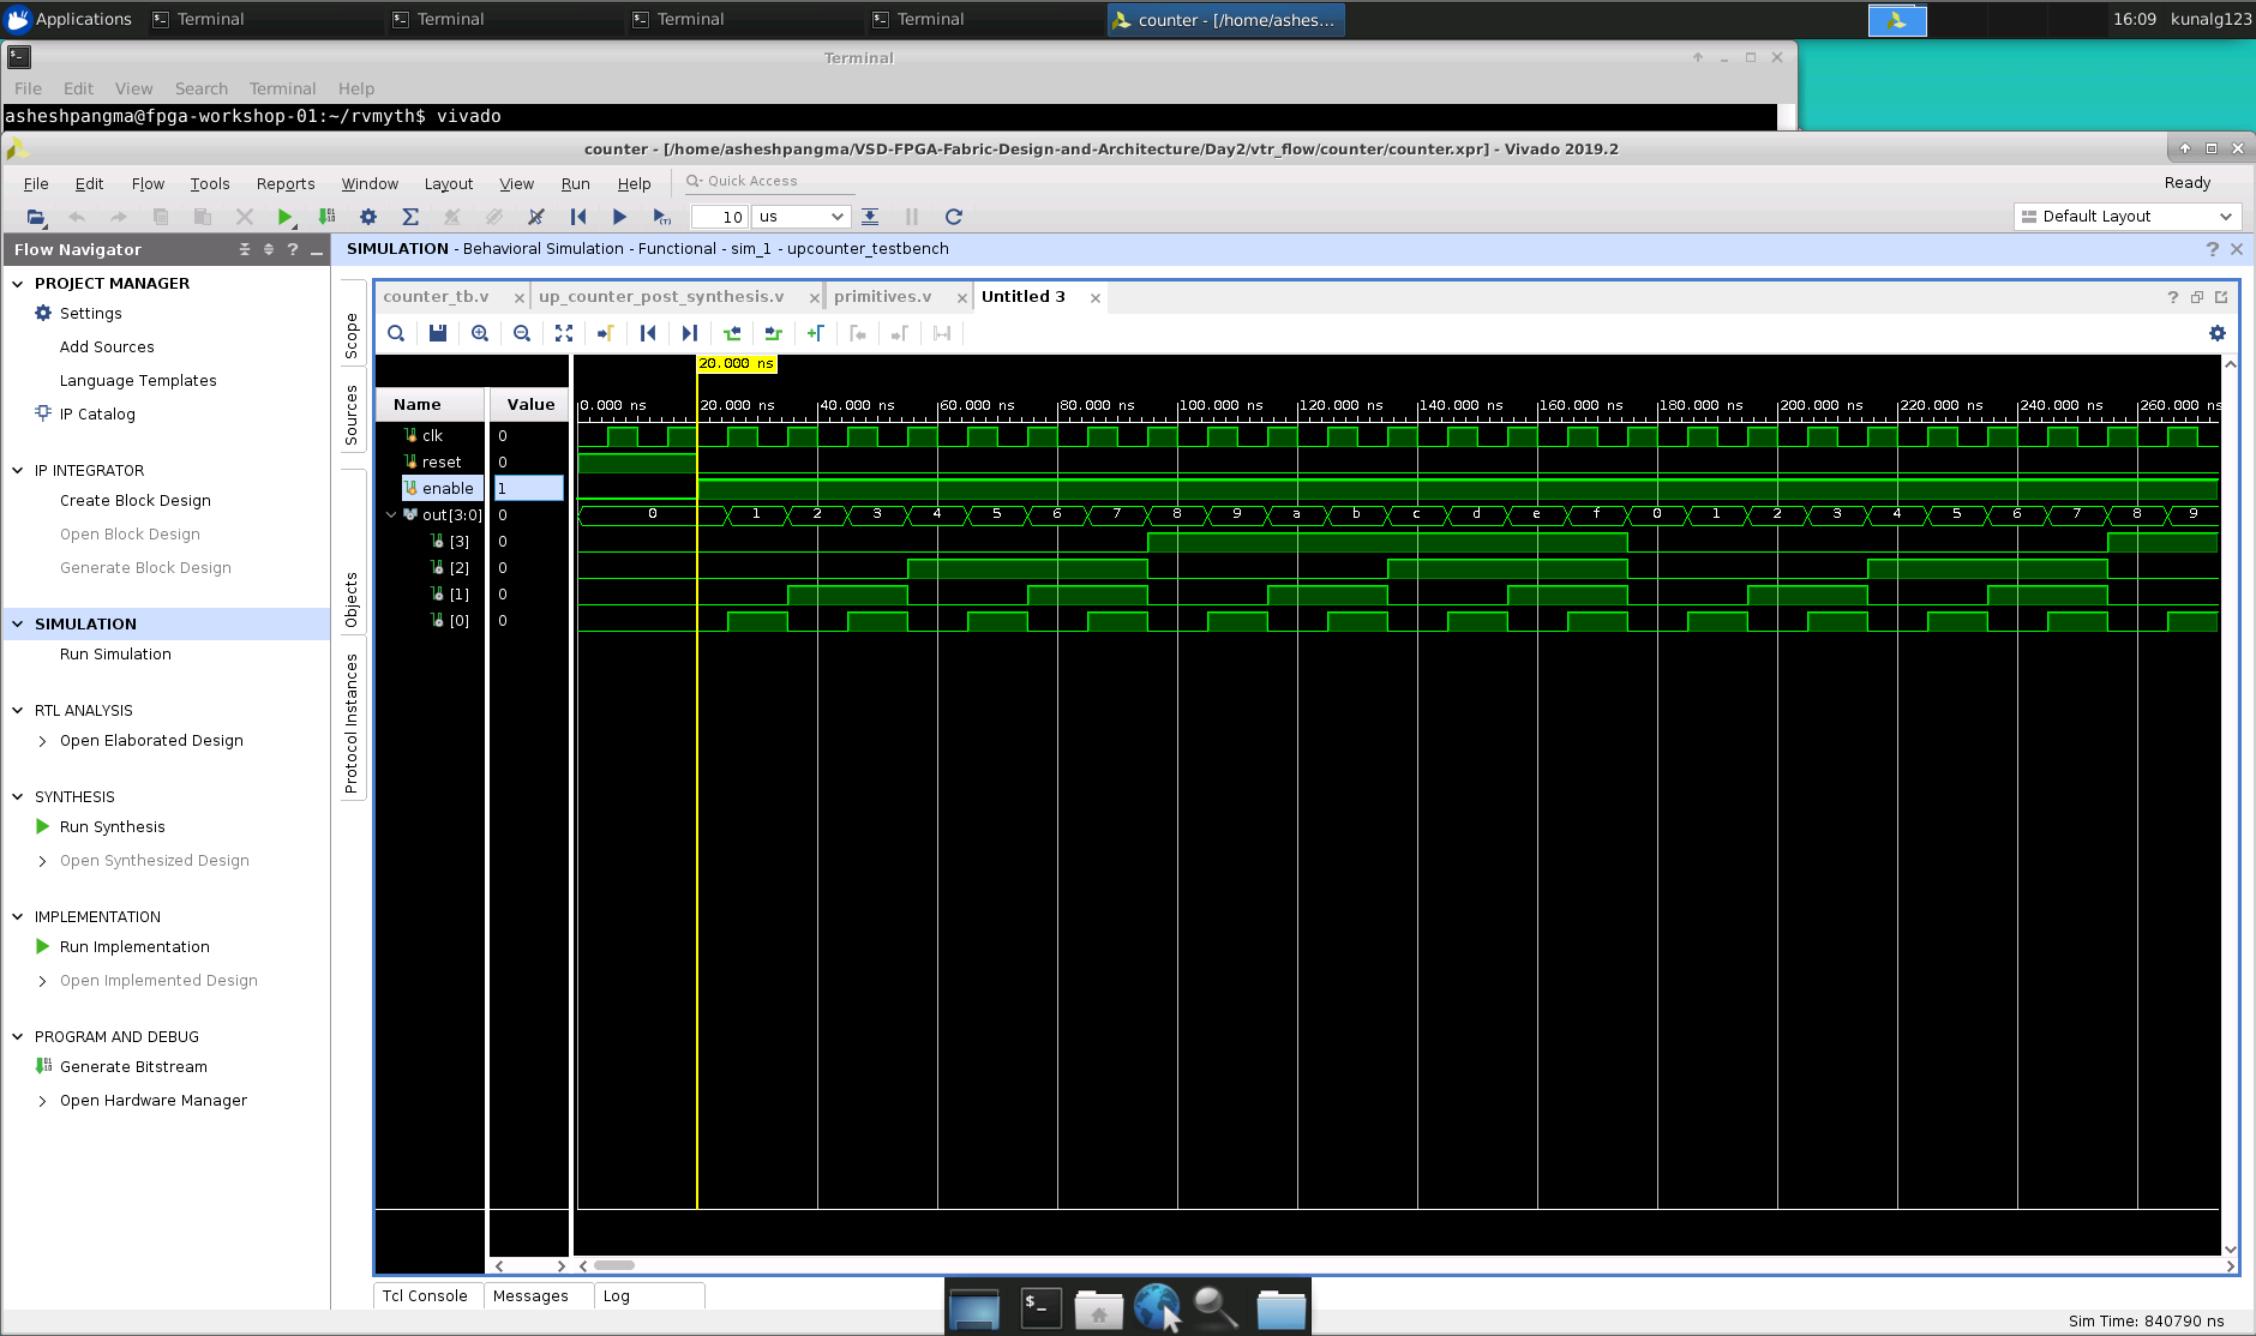 Applications Terminal Terminal Terminal Terminal counter - [/home/ashes... 16:09 kunalg123
Terminal
File Edit View Search Terminal Help
asheshpangma@fpga-workshop-01:~/rvmyth$ vivado
counter - [/home/asheshpangma/VSD-FPGA-Fabric-Design-and-Architecture/Day2/vtr_flow/counter/counter.xpr] - Vivado 2019.2
File Edit Flow Tools Reports Window Layout View Run Help Quick Access Ready
10 us Default Layout
Flow Navigator
SIMULATION - Behavioral Simulation - Functional - sim_1 - upcounter_testbench
PROJECT MANAGER
Settings
Add Sources
Language Templates
IP Catalog
IP INTEGRATOR
Create Block Design
Open Block Design
Generate Block Design
SIMULATION
Run Simulation
RTL ANALYSIS
Open Elaborated Design
SYNTHESIS
Run Synthesis
Open Synthesized Design
IMPLEMENTATION
Run Implementation
Open Implemented Design
PROGRAM AND DEBUG
Generate Bitstream
Open Hardware Manager
Scope
Sources
Objects
Protocol Instances
counter_tb.v up_counter_post_synthesis.v primitives.v Untitled 3
20.000 ns
Name Value 0.000 ns 20.000 ns 40.000 ns 60.000 ns 80.000 ns 100.000 ns 120.000 ns 140.000 ns 160.000 ns 180.000 ns 200.000 ns 220.000 ns 240.000 ns 260.000 ns
clk 0
reset 0
enable 1
out[3:0] 0 0 1 2 3 4 5 6 7 8 9 a b c d e f 0 1 2 3 4 5 6 7 8 9
[3] 0
[2] 0
[1] 0
[0] 0
Tcl Console Messages Log
Sim Time: 840790 ns